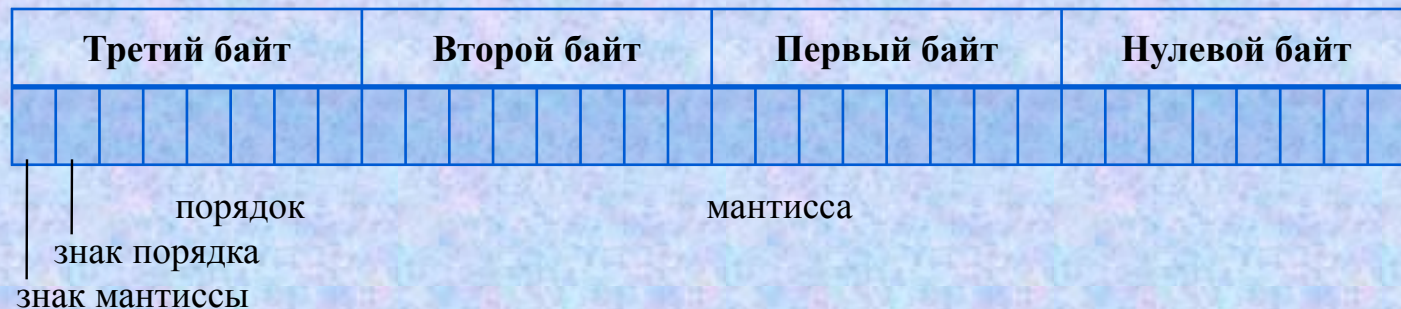 Третий байт Второй байт Первый байт Нулевой байт
порядок мантисса
знак порядка
знак мантиссы